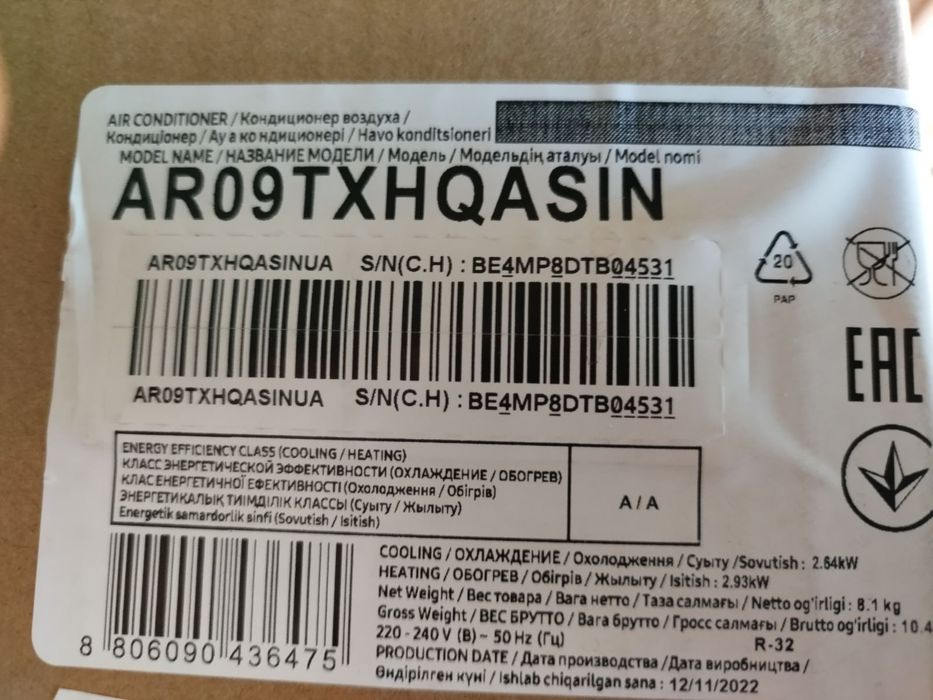 AIR CONDITIONER / Кондиционер воздуха /
Кондиціонер / Ауа кондиционері / Havo konditsioneri
MODEL NAME / НАЗВАНИЕ МОДЕЛИ / Модель / Модельдің аталуы / Model nomi
AR09TXHQASIN
AR09TXHQASINUA S/N(C.H) : BE4MP8DTB04531
AR09TXHQASINUA S/N(C.H) : BE4MP8DTB04531
20
PAP
EAC
ENERGY EFFICIENCY CLASS (COOLING / HEATING)
КЛАСС ЭНЕРГЕТИЧЕСКОЙ ЭФФЕКТИВНОСТИ (ОХЛАЖДЕНИЕ / ОБОГРЕВ)
КЛАС ЕНЕРГЕТИЧНОЇ ЕФЕКТИВНОСТІ (Охолодження / Обігрів)
ЭНЕРГЕТИКАЛЫК ТИІМДІЛІК КЛАССЫ (Суыту / Жылыту)
Energetik samardorlik sinfi (Sovutish / Isitish)
A / A
COOLING / ОХЛАЖДЕНИЕ / Охолодження / Суыту /Sovutish : 2.64kW
HEATING / ОБОГРЕВ / Обігрів / Жылыту / Isitish : 2.93kW
Net Weight / Вес товара / Вага нетто / Таза салмағы / Netto og'irligi : 8.1 kg
Gross Weight / ВЕС БРУТТО / Вага брутто / Гросс салмағы / Brutto og'irligi : 10.4
220 - 240 V (В) ~ 50 Hz (Гц) R-32
PRODUCTION DATE / Дата производства /Дата виробництва /
Өндірілген күні / Ishlab chiqarilgan sana : 12/11/2022
8 806090 436475